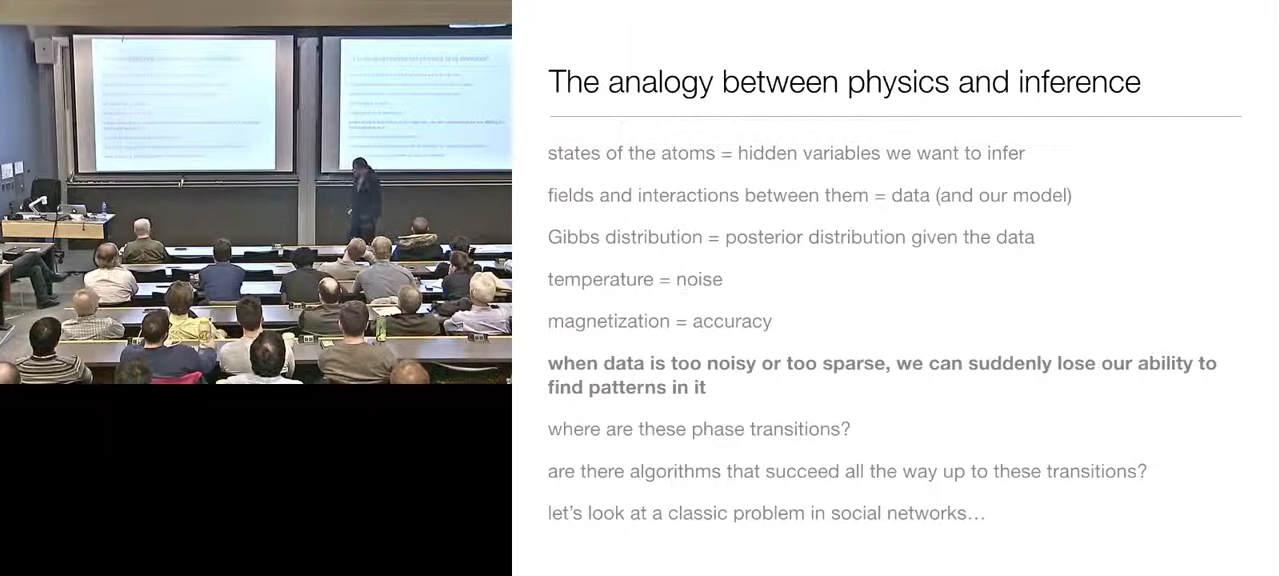 The analogy between physics and inference
states of the atoms = hidden variables we want to infer
fields and interactions between them = data (and our model)
Gibbs distribution = posterior distribution given the data
temperature = noise
magnetization = accuracy
when data is too noisy or too sparse, we can suddenly lose our ability to
find patterns in it
where are these phase transitions?
are there algorithms that succeed all the way up to these transitions?
let’s look at a classic problem in social networks…